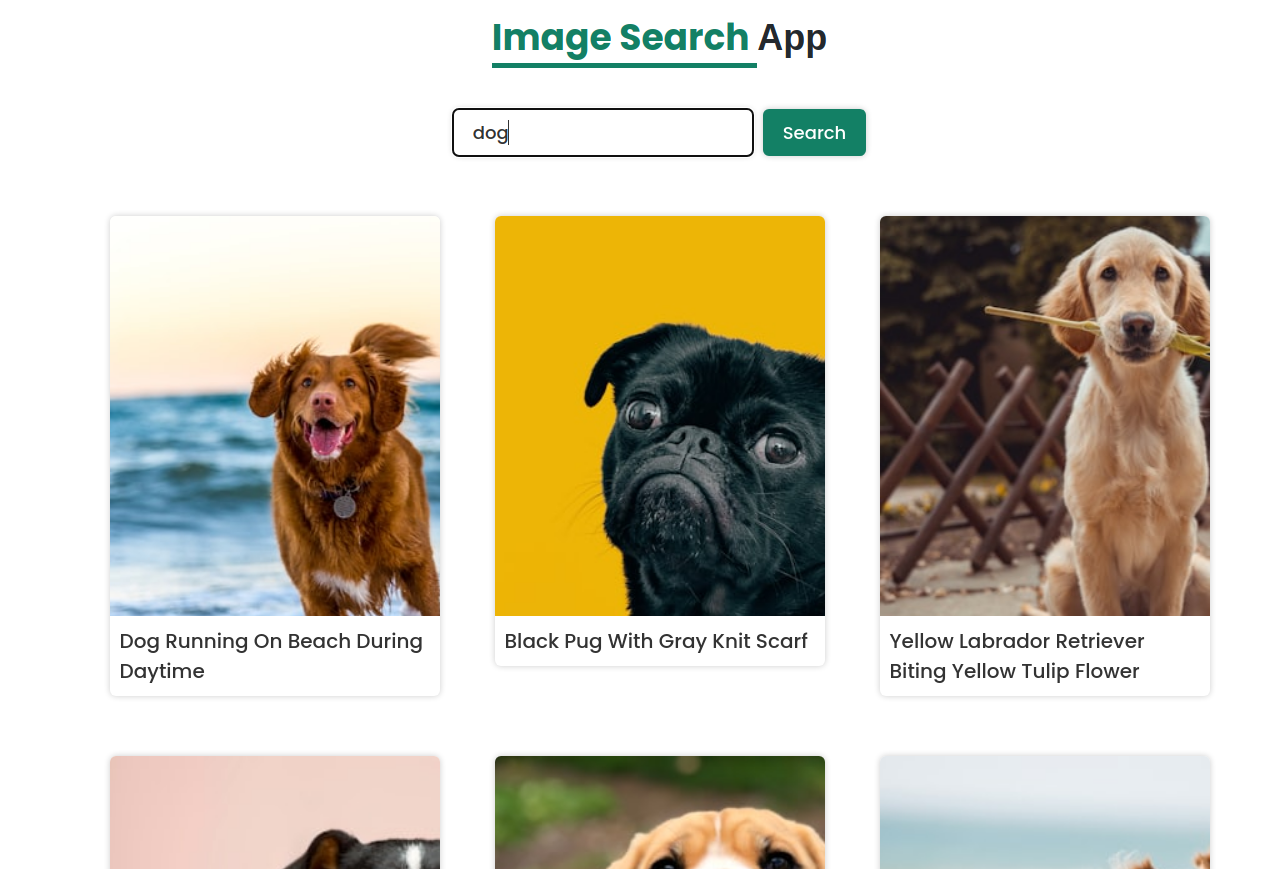 Image Search App
dog
Search
Dog Running On Beach During
Daytime
Black Pug With Gray Knit Scarf
Yellow Labrador Retriever
Biting Yellow Tulip Flower